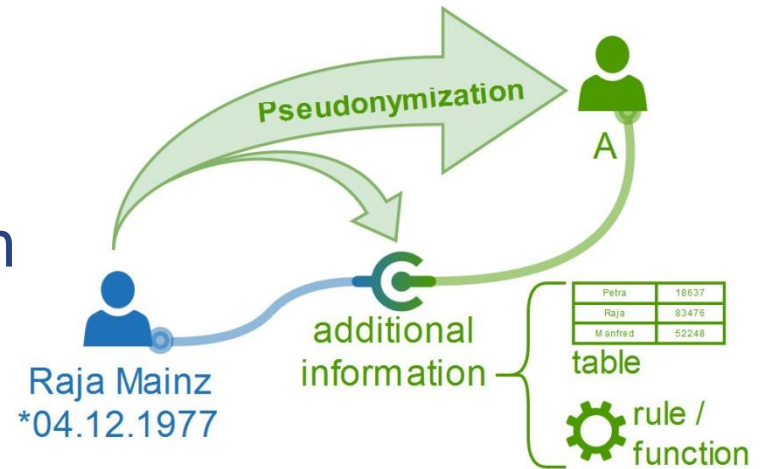 Pseudonymization
A
n
additional
information
Raja Mainz
*04.12.1977
Petra 18637
Raja 83476
Manfred 52248
table
rule /
function